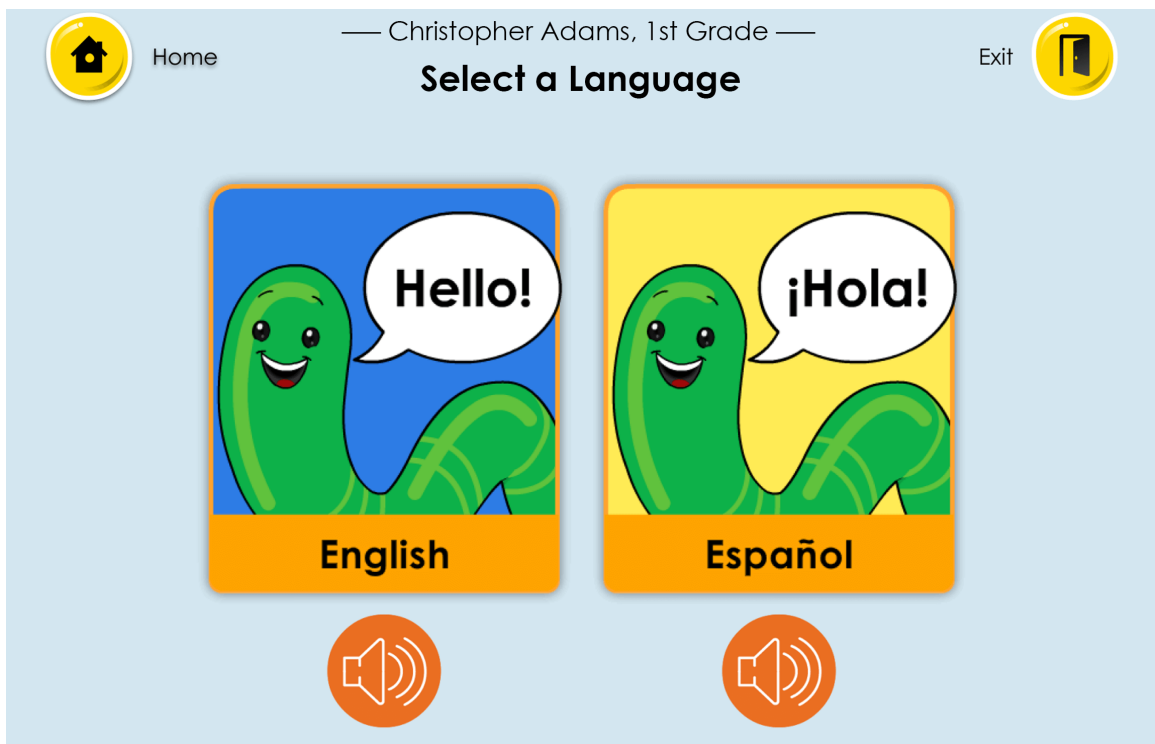 Home
— Christopher Adams, 1st Grade —
Exit
Select a Language
Hello!
¡Hola!
English
Español